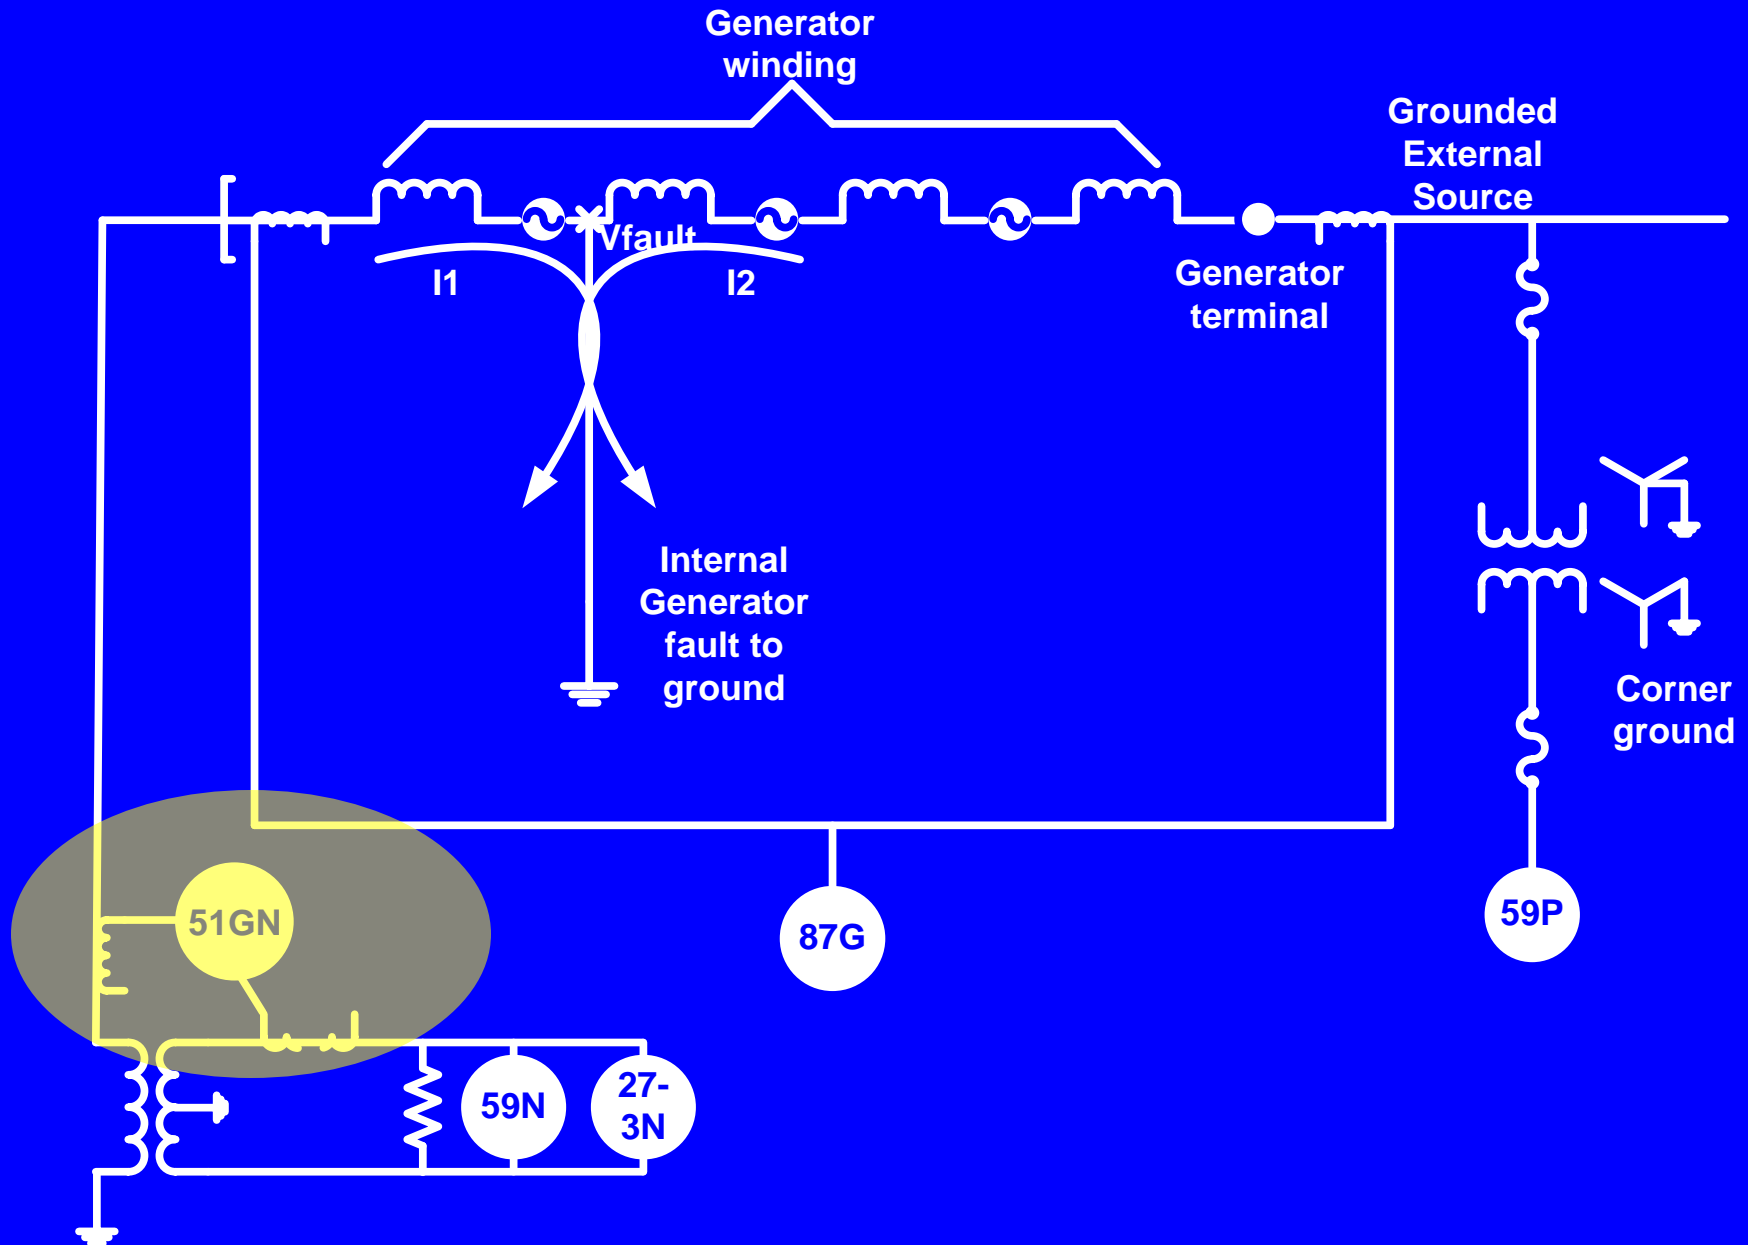 Generator
winding
Grounded
External
Source
Vfault
I1
I2
Generator
terminal
Internal
Generator
fault to
ground
Corner
ground
51GN
87G
59P
59N
27-
3N